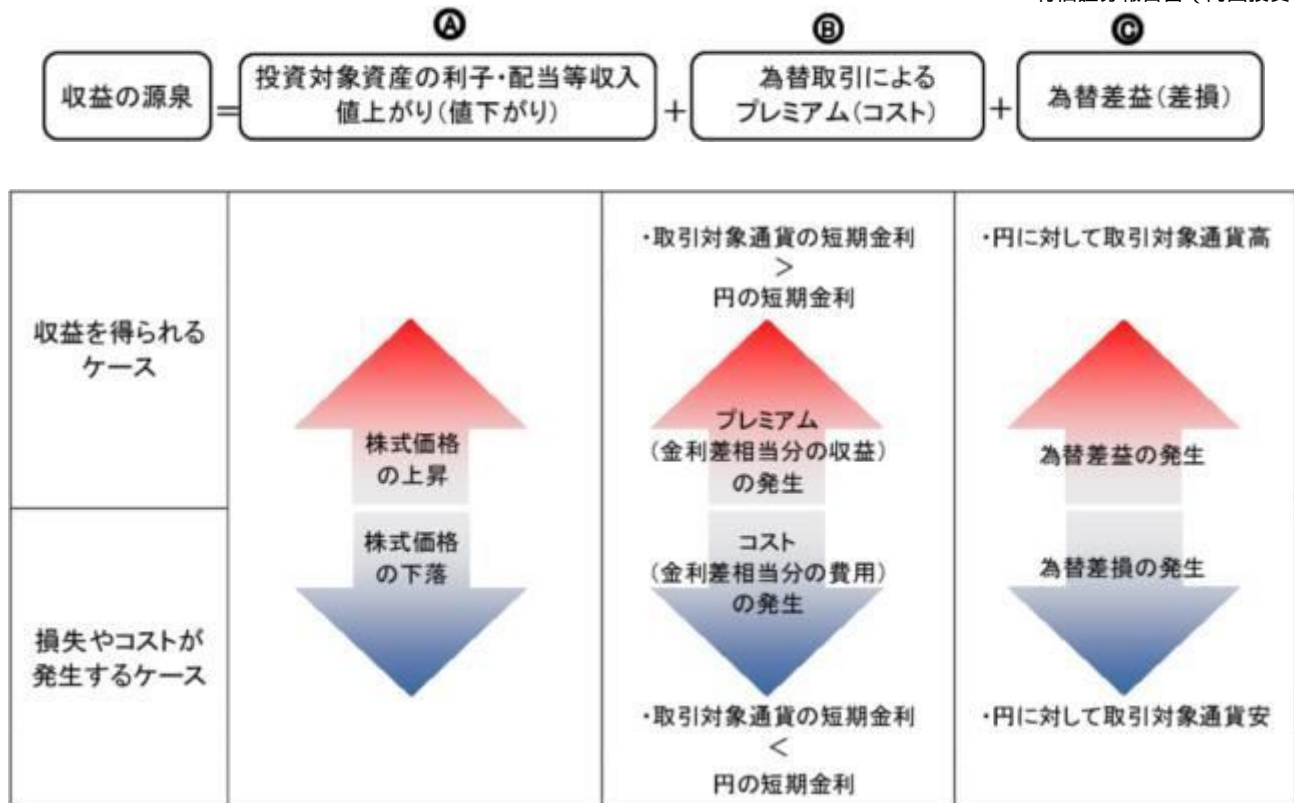 Ⓐ
Ⓑ
Ⓒ
収益の源泉
=
投資対象資産の利子・配当等収入
値上がり(値下がり)
+
為替取引による
プレミアム(コスト)
+
為替差益(差損)
収益を得られる
ケース
株式価格
の上昇
・取引対象通貨の短期金利
>
円の短期金利
プレミアム
(金利差相当分の収益)
の発生
・円に対して取引対象通貨高
為替差益の発生
損失やコストが
発生するケース
株式価格
の下落
コスト
(金利差相当分の費用)
の発生
・取引対象通貨の短期金利
<
円の短期金利
為替差損の発生
・円に対して取引対象通貨安